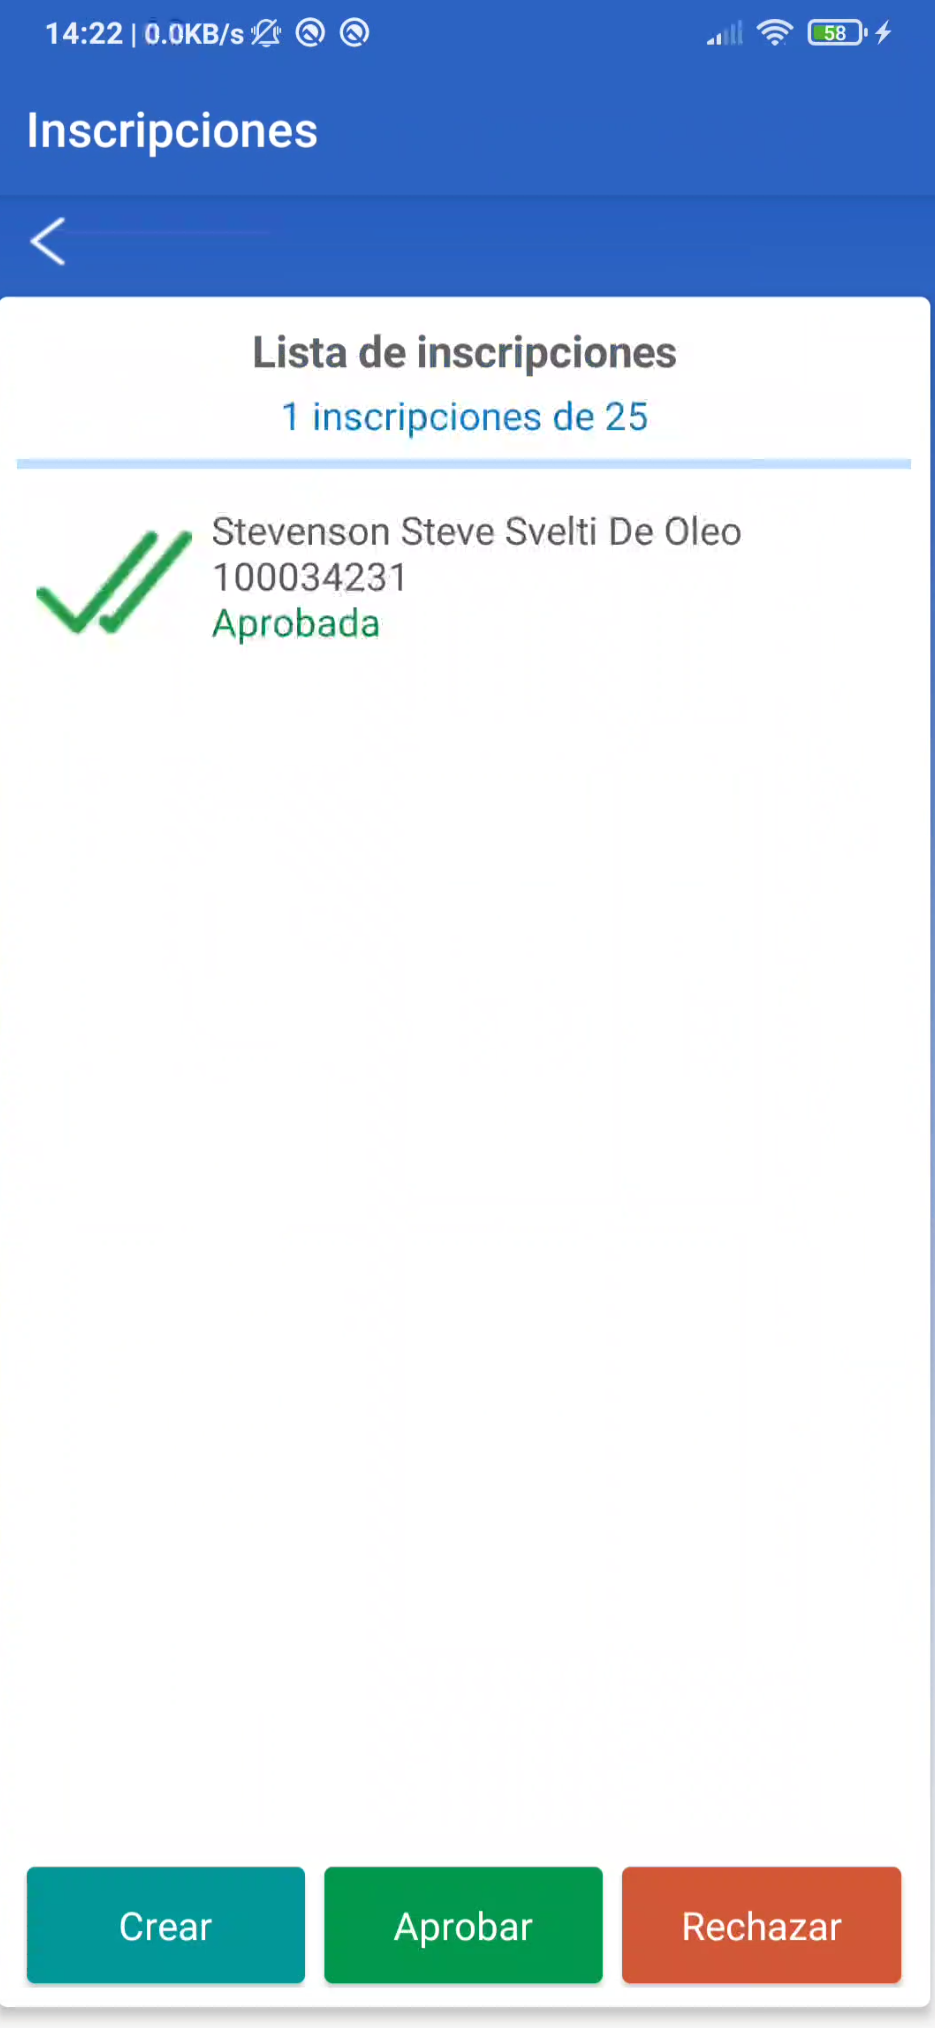 14:22 | 0.0KB/s
58
Inscripciones
Lista de inscripciones
1 inscripciones de 25
Stevenson Steve Svelti De Oleo
100034231
Aprobada
Crear
Aprobar
Rechazar